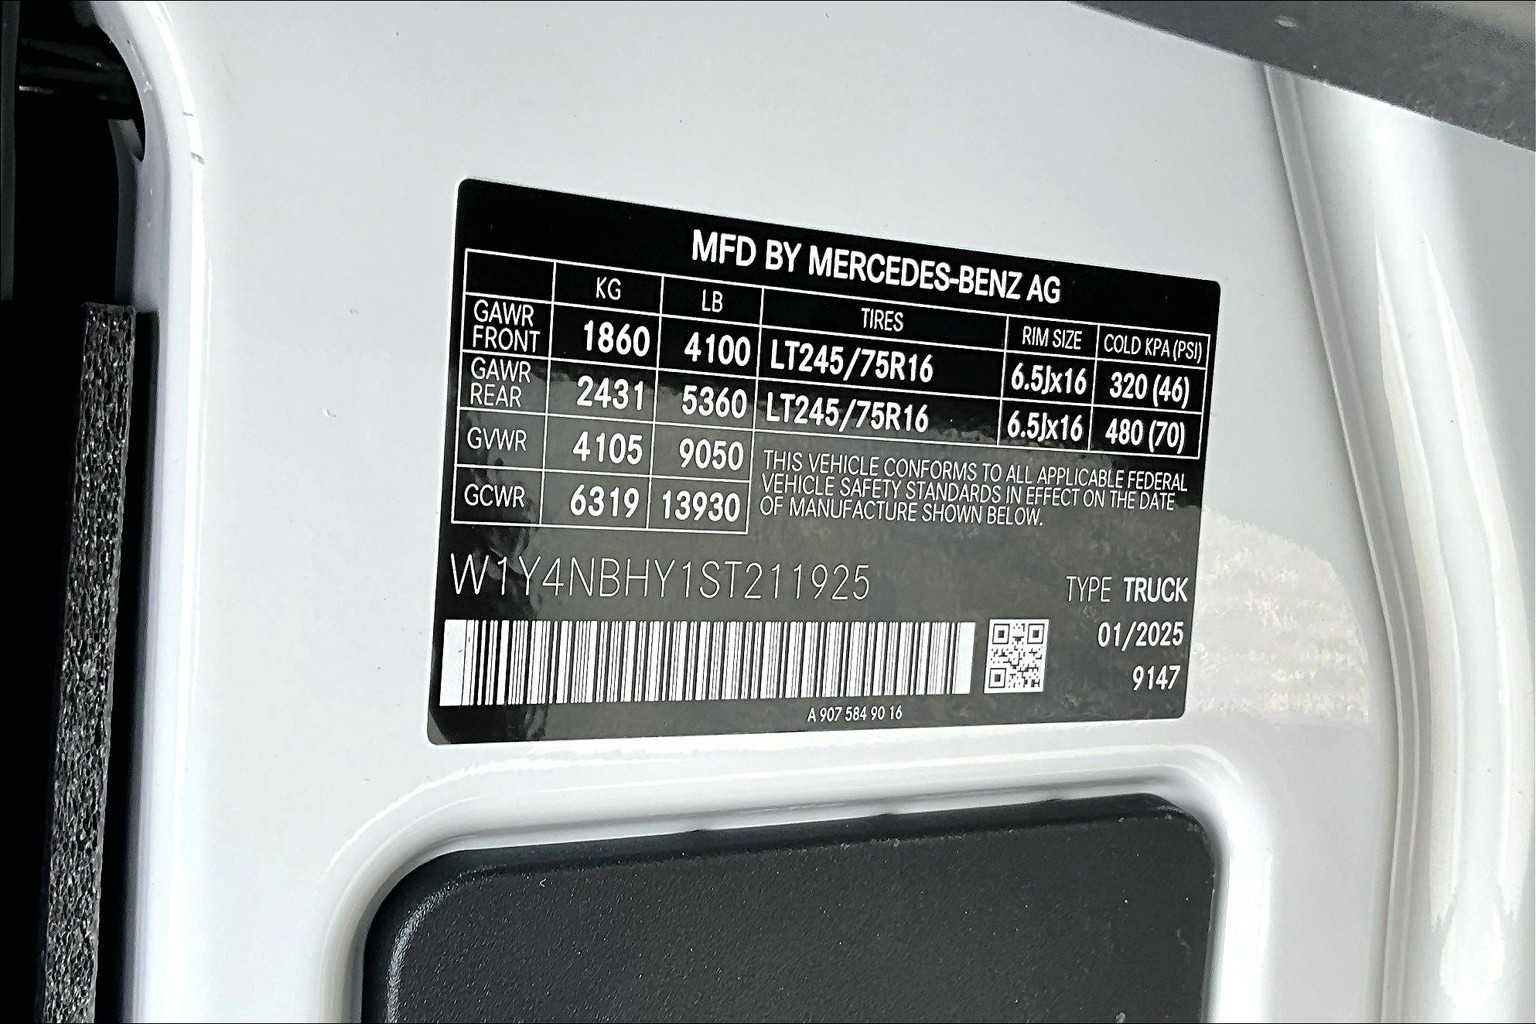 MFD BY MERCEDES-BENZ AG
KG LB TIRES RIM SIZE COLD KPA (PSI)
GAWR FRONT 1860 4100 LT245/75R16 6.5Jx16 320 (46)
GAWR REAR 2431 5360 LT245/75R16 6.5Jx16 480 (70)
GVWR 4105 9050
GCWR 6319 13930
THIS VEHICLE CONFORMS TO ALL APPLICABLE FEDERAL
VEHICLE SAFETY STANDARDS IN EFFECT ON THE DATE
OF MANUFACTURE SHOWN BELOW.
W1Y4NBHY1ST211925
TYPE TRUCK
01/2025
9147
A 907 584 90 16